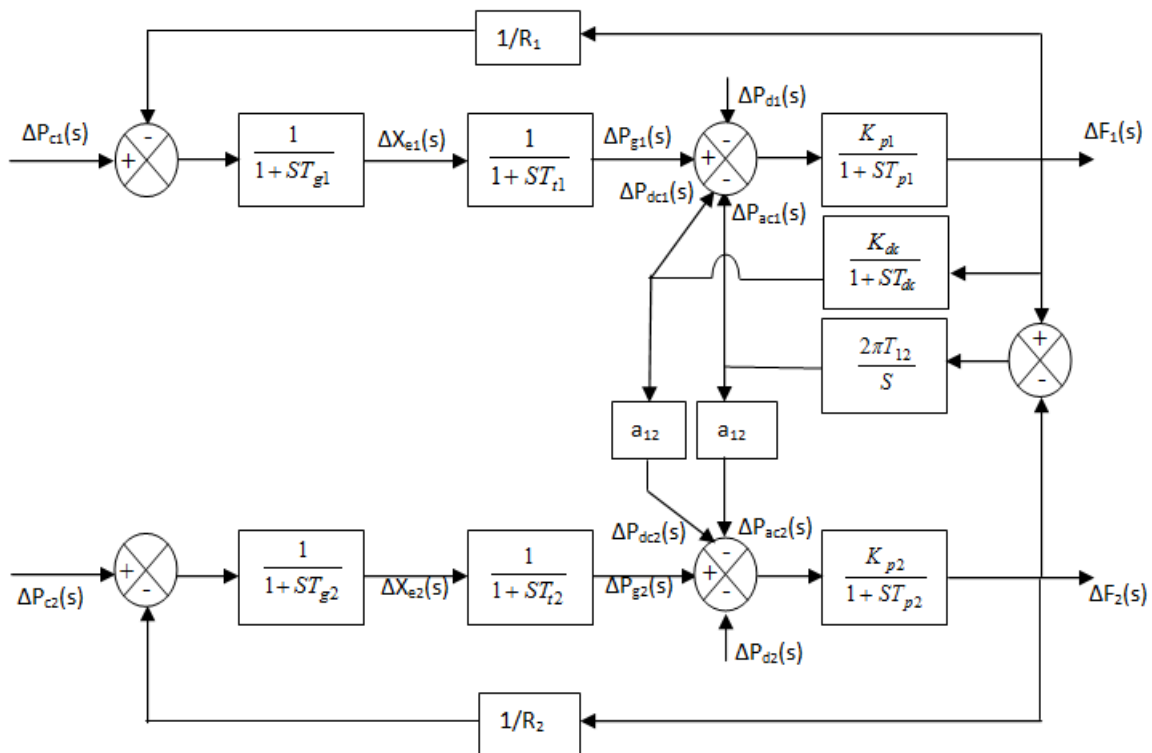 1/R₁
ΔP_d1(s)
ΔP_c1(s)
-
+
1
1+ST_g1
ΔX_e1(s)
1
1+ST_t1
ΔP_g1(s)
-
+
-
K_p1
1+ST_p1
ΔF₁(s)
ΔP_dc1(s)
ΔP_ac1(s)
K_dc
1+ST_dc
2πT₁₂
S
+
-
a₁₂
a₁₂
ΔP_dc2(s)
ΔP_ac2(s)
ΔP_c2(s)
+
-
1
1+ST_g2
ΔX_e2(s)
1
1+ST_t2
ΔP_g2(s)
-
+
-
K_p2
1+ST_p2
ΔF₂(s)
ΔP_d2(s)
1/R₂